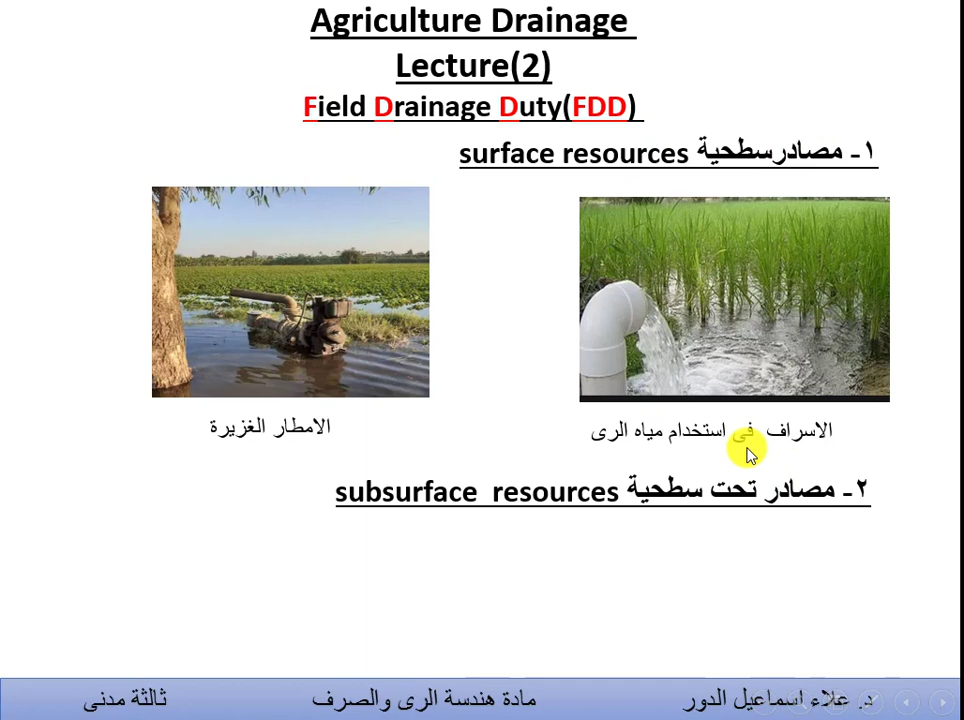 Agriculture Drainage
Lecture(2)
Field Drainage Duty(FDD)
١- مصادرسطحية surface resources
الاسراف فى استخدام مياه الرى
الامطار الغزيرة
٢- مصادر تحت سطحية subsurface resources
د. علاء اسماعيل الدور
مادة هندسة الرى والصرف
ثالثة مدنى